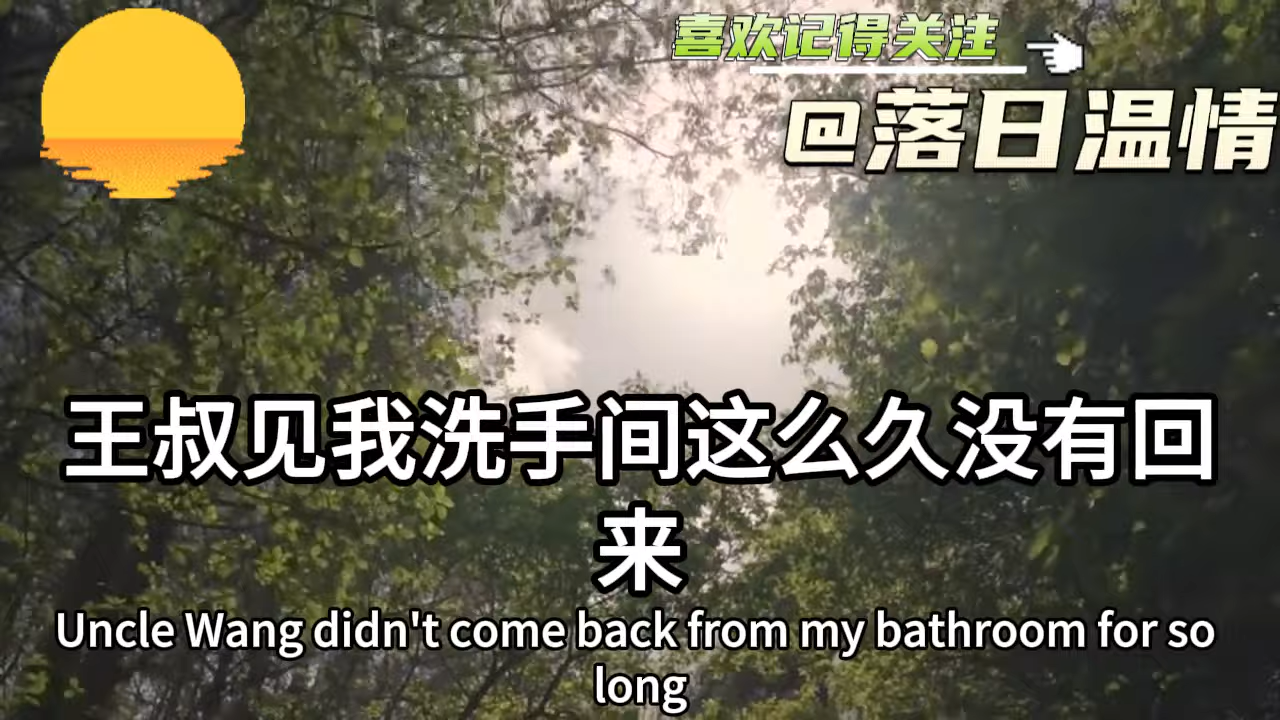 喜欢记得关注
@落日温情
王叔见我洗手间这么久没有回
来
Uncle Wang didn't come back from my bathroom for so
long